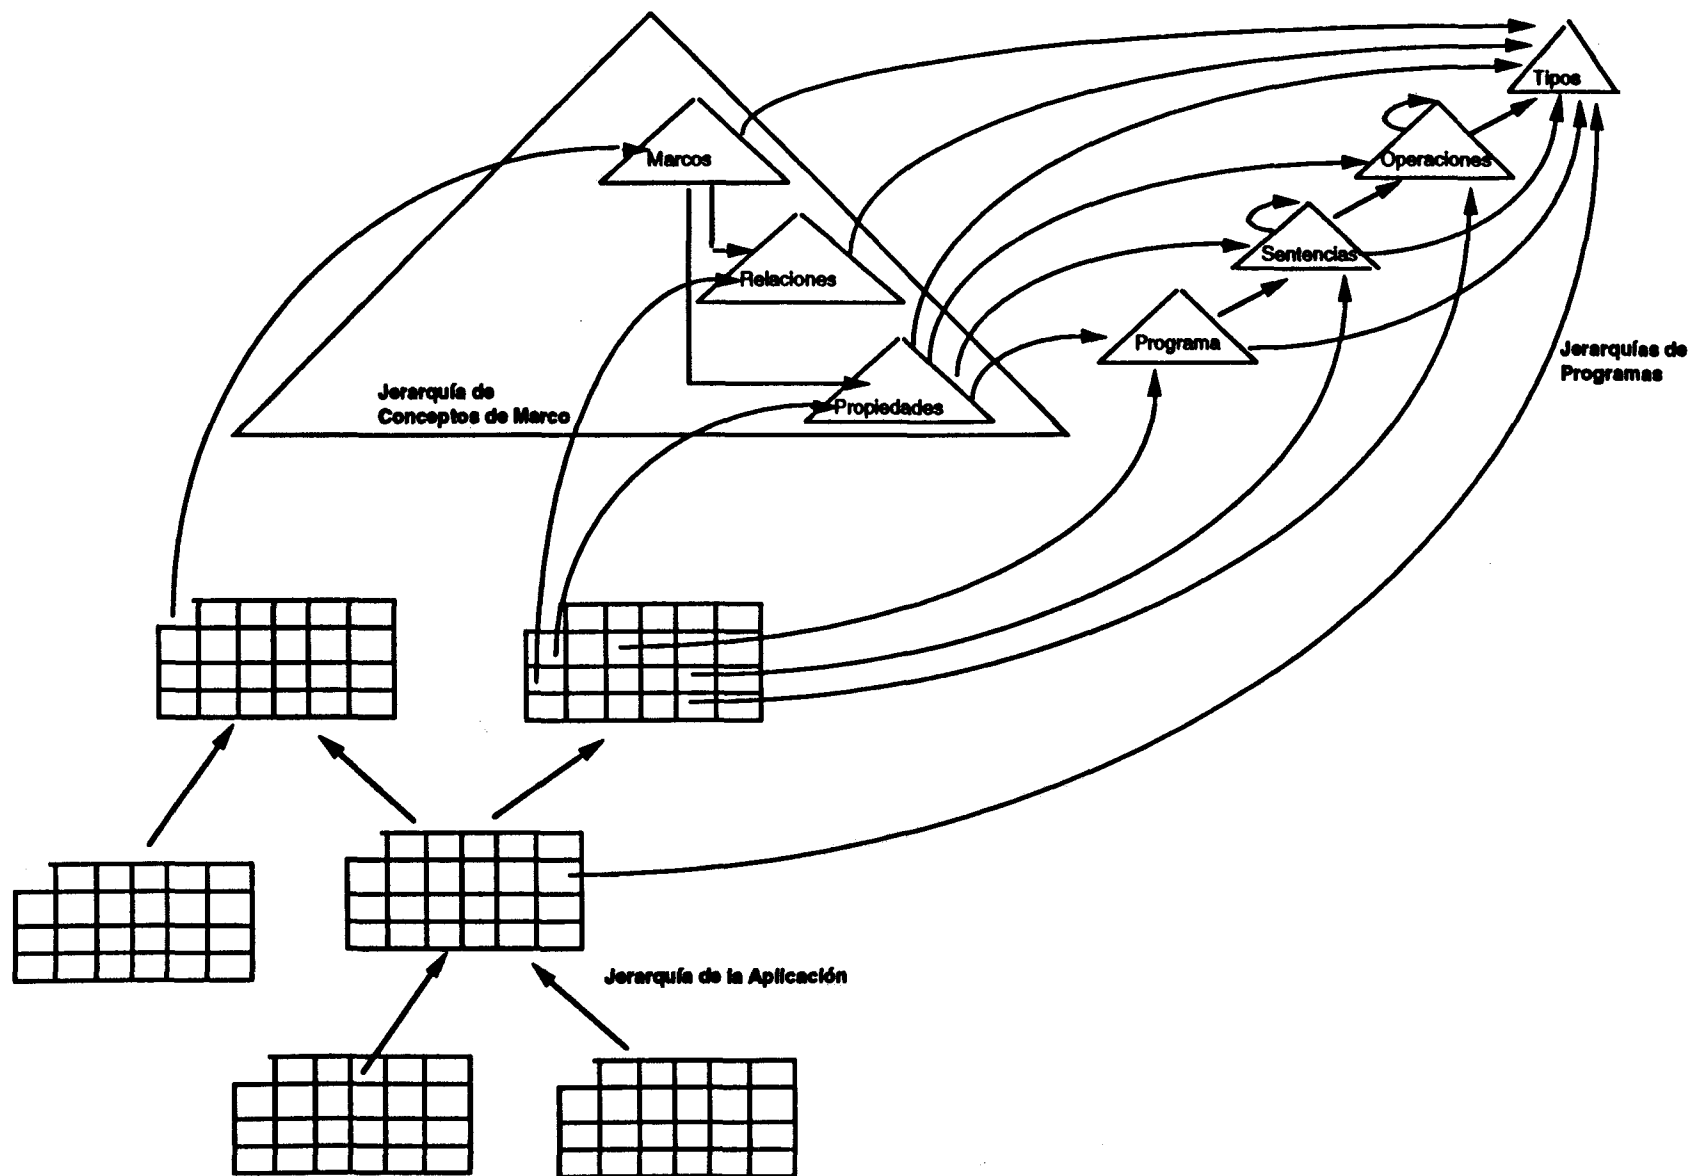 Tipos
Marcos
Operaciones
Sentencias
Relaciones
Programa
Jerarquías de
Programas
Jerarquía de
Conceptos de Marco
Propiedades
Jerarquía de la Aplicación